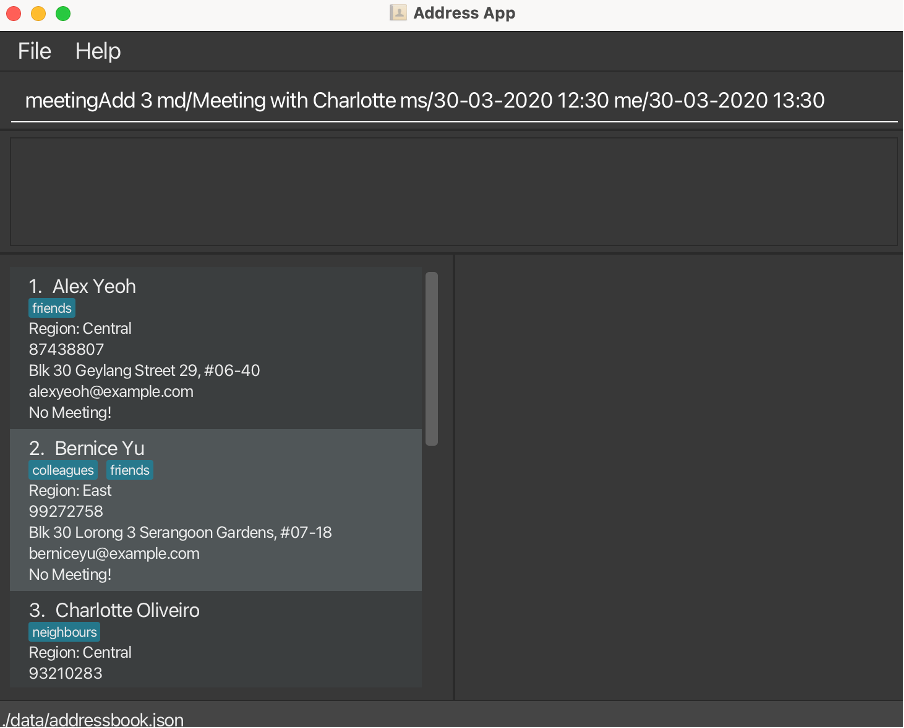 Address App
File Help
meetingAdd 3 md/Meeting with Charlotte ms/30-03-2020 12:30 me/30-03-2020 13:30
1. Alex Yeoh
friends
Region: Central
87438807
Blk 30 Geylang Street 29, #06-40
alexyeoh@example.com
No Meeting!
2. Bernice Yu
colleagues friends
Region: East
99272758
Blk 30 Lorong 3 Serangoon Gardens, #07-18
berniceyu@example.com
No Meeting!
3. Charlotte Oliveiro
neighbours
Region: Central
93210283
./data/addressbook.json